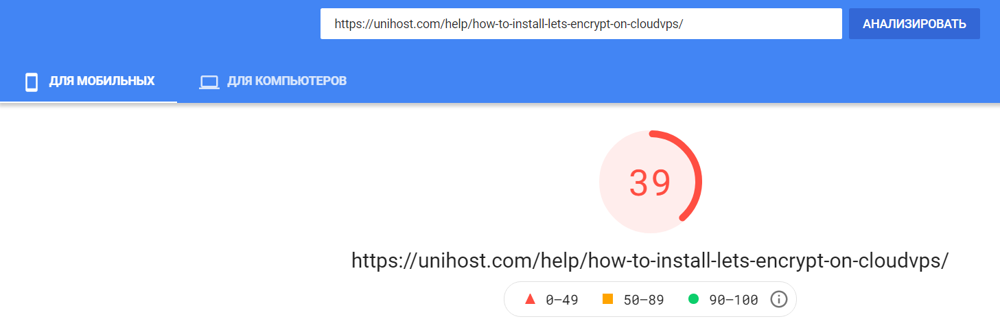 https://unihost.com/help/how-to-install-lets-encrypt-on-cloudvps/ АНАЛИЗИРОВАТЬ
ДЛЯ МОБИЛЬНЫХ ДЛЯ КОМПЬЮТЕРОВ
39
https://unihost.com/help/how-to-install-lets-encrypt-on-cloudvps/
0–49 50–89 90–100